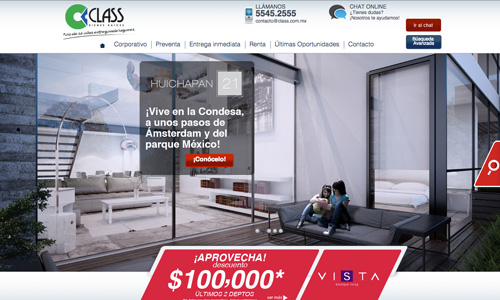 CLASS
BIENES RAÍCES
LLÁMANOS
5545.2555
contacto@class.com.mx
CHAT ONLINE
¿Tienes dudas?
¡Nosotros te ayudamos!
Ir al chat
Búsqueda
Avanzada
Corporativo | Preventa | Entrega inmediata | Renta | Últimas Oportunidades | Contacto
HUICHAPAN 21
¡Vive en la Condesa,
a unos pasos de
Ámsterdam y del
parque México!
¡Conócelo!
¡APROVECHA!
descuento
$100,000*
ÚLTIMOS 2 DEPTOS
ver más
VISTA